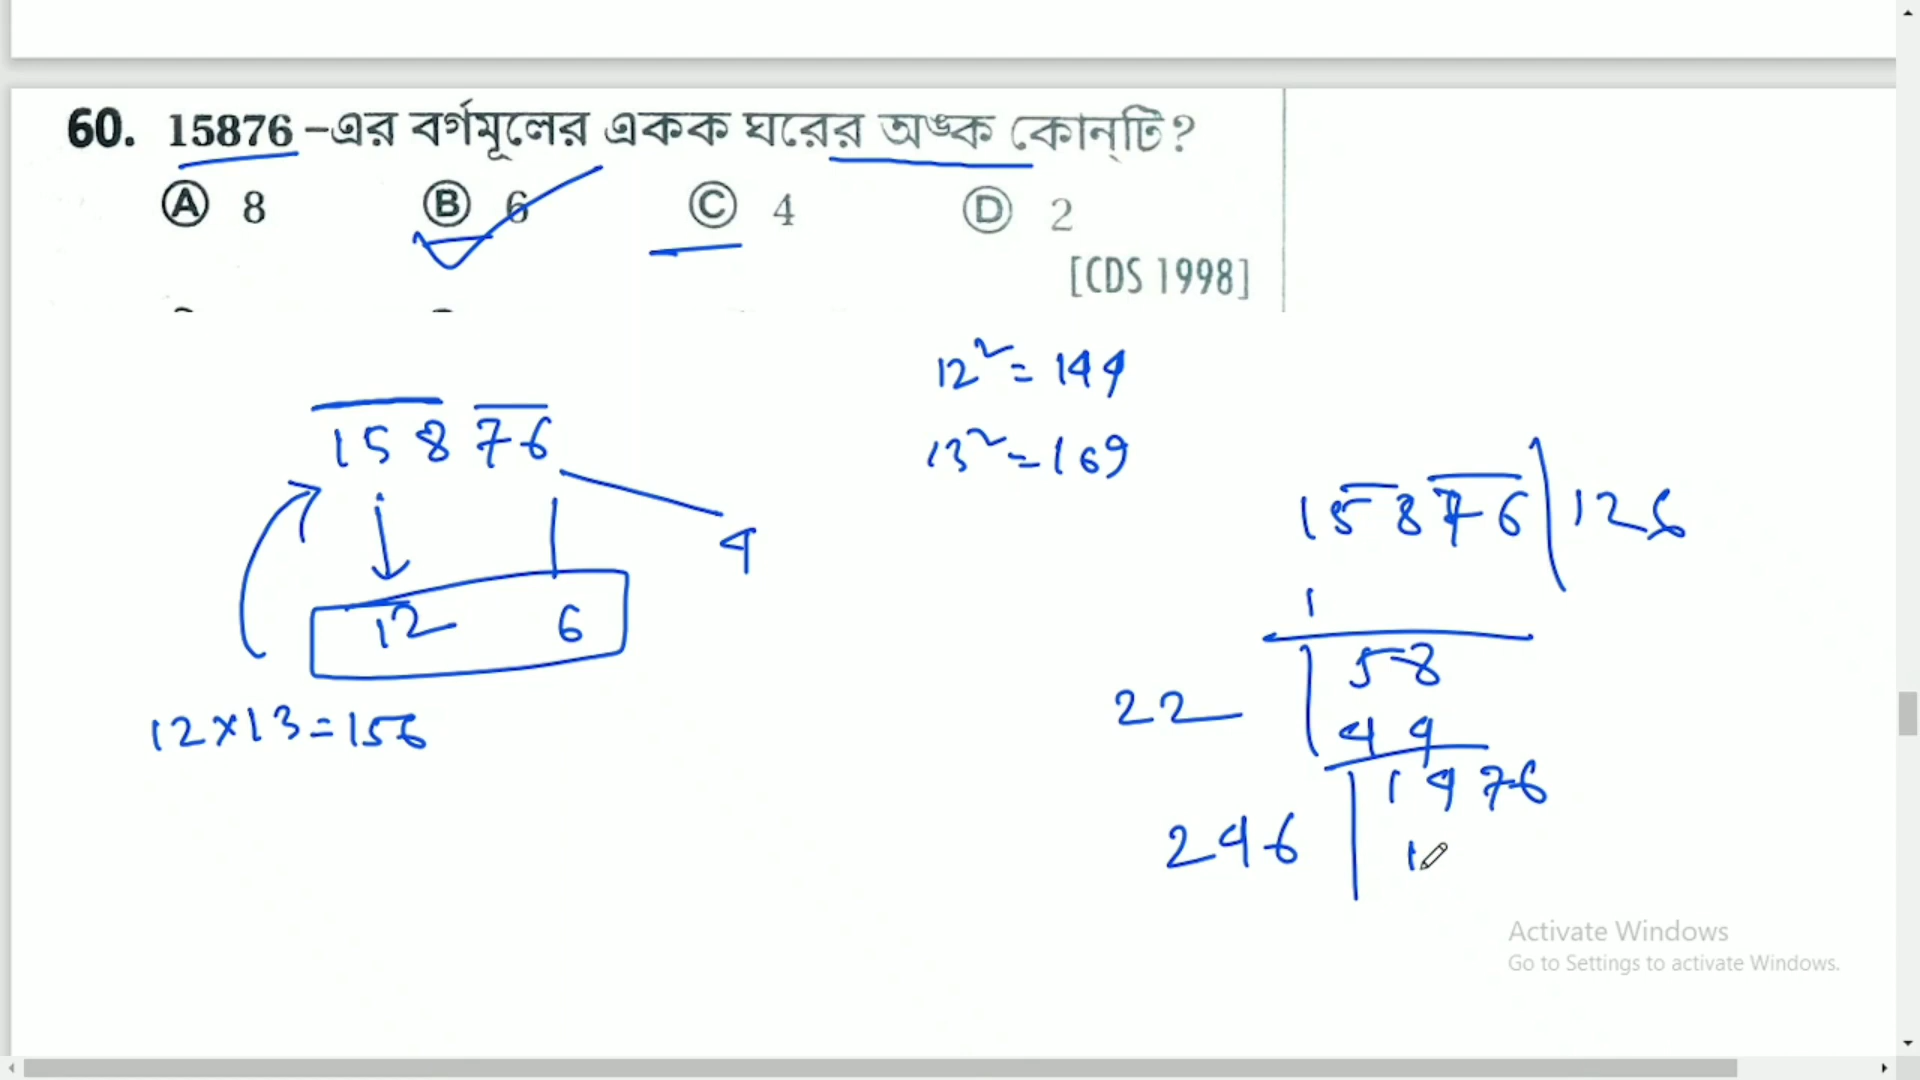 60. 15876 –এর বর্গমূলের একক ঘরের অঙ্ক কোন্‌টি?
Ⓐ 8 Ⓑ 6 Ⓒ 4 Ⓓ 2
[CDS 1998]
12² = 144
13² = 169
15876
4
12 6
12×13=156
15876 126
1
58
22 44
1476
246 1
Activate Windows
Go to Settings to activate Windows.